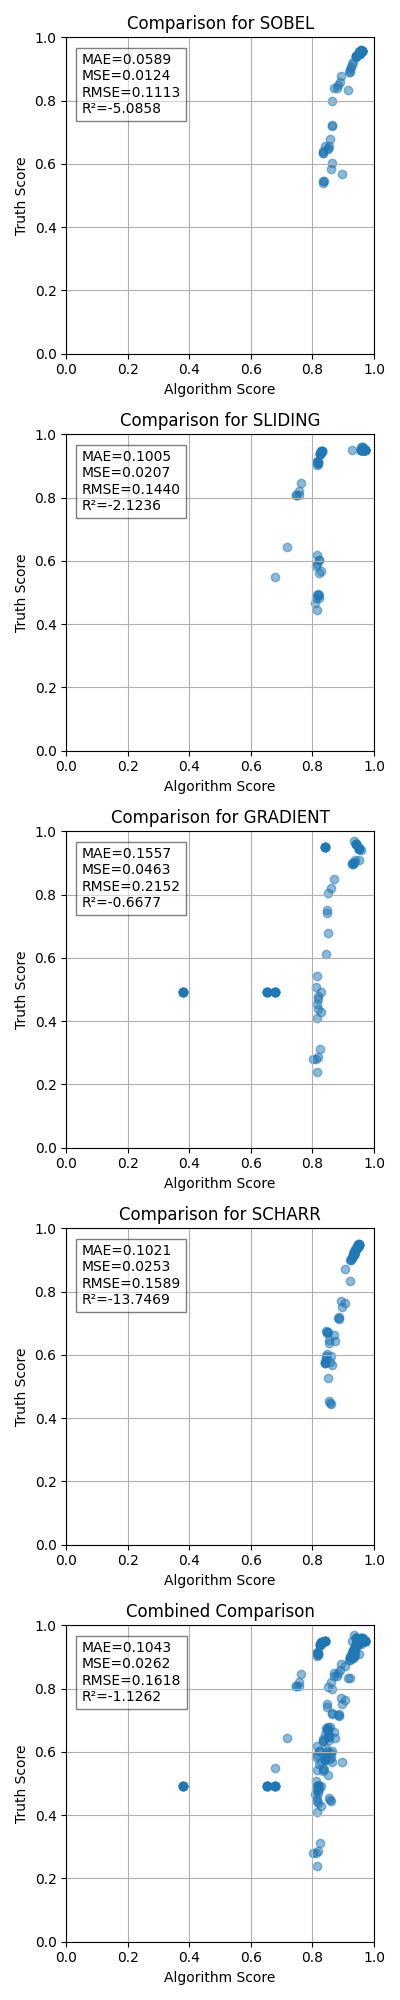 Comparison for SOBEL
1.0
MAE=0.0589
MSE=0.0124
RMSE=0.1113
R²=-5.0858
0.8
0.6
0.4
0.2
0.0
Truth Score
0.0 0.2 0.4 0.6 0.8 1.0
Algorithm Score
Comparison for SLIDING
1.0
MAE=0.1005
MSE=0.0207
RMSE=0.1440
R²=-2.1236
0.8
0.6
0.4
0.2
0.0
Truth Score
0.0 0.2 0.4 0.6 0.8 1.0
Algorithm Score
Comparison for GRADIENT
1.0
MAE=0.1557
MSE=0.0463
RMSE=0.2152
R²=-0.6677
0.8
0.6
0.4
0.2
0.0
Truth Score
0.0 0.2 0.4 0.6 0.8 1.0
Algorithm Score
Comparison for SCHARR
1.0
MAE=0.1021
MSE=0.0253
RMSE=0.1589
R²=-13.7469
0.8
0.6
0.4
0.2
0.0
Truth Score
0.0 0.2 0.4 0.6 0.8 1.0
Algorithm Score
Combined Comparison
1.0
MAE=0.1043
MSE=0.0262
RMSE=0.1618
R²=-1.1262
0.8
0.6
0.4
0.2
0.0
Truth Score
0.0 0.2 0.4 0.6 0.8 1.0
Algorithm Score